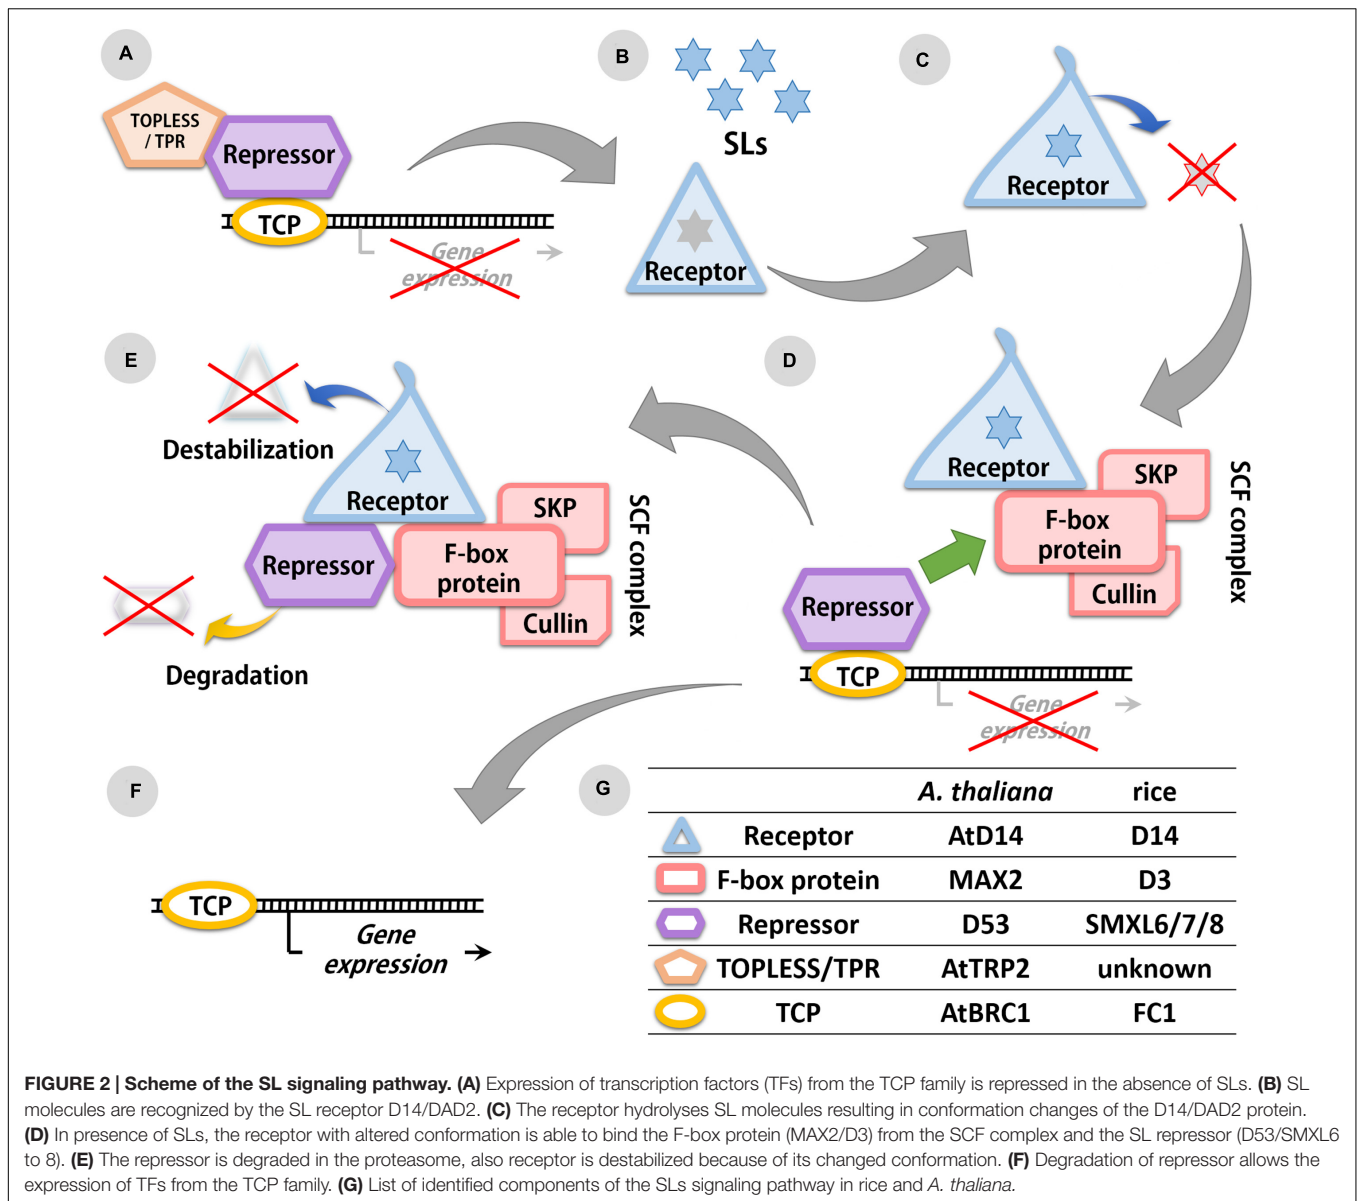 A
TOPLESS
/ TPR
Repressor
TCP
Gene
expression
B
SLs
Receptor
C
Receptor
D
Receptor
SKP
F-box
protein
Cullin
SCF complex
Repressor
TCP
Gene
expression
E
Destabilization
Receptor
SKP
Repressor
F-box
protein
Cullin
SCF complex
Degradation
F
TCP
Gene
expression
G
A. thaliana rice
Receptor AtD14 D14
F-box protein MAX2 D3
Repressor D53 SMXL6/7/8
TOPLESS/TPR AtTRP2 unknown
TCP AtBRC1 FC1
FIGURE 2 | Scheme of the SL signaling pathway. (A) Expression of transcription factors (TFs) from the TCP family is repressed in the absence of SLs. (B) SL
molecules are recognized by the SL receptor D14/DAD2. (C) The receptor hydrolyses SL molecules resulting in conformation changes of the D14/DAD2 protein.
(D) In presence of SLs, the receptor with altered conformation is able to bind the F-box protein (MAX2/D3) from the SCF complex and the SL repressor (D53/SMXL6
to 8). (E) The repressor is degraded in the proteasome, also receptor is destabilized because of its changed conformation. (F) Degradation of repressor allows the
expression of TFs from the TCP family. (G) List of identified components of the SLs signaling pathway in rice and A. thaliana.